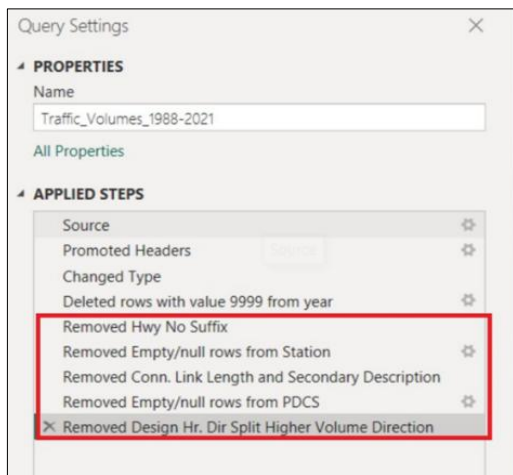 Query Settings
PROPERTIES
Name
Traffic_Volumes_1988-2021
All Properties
APPLIED STEPS
Source
Promoted Headers
Source
Changed Type
Deleted rows with value 9999 from year
Removed Hwy No Suffix
Removed Empty/null rows from Station
Removed Conn. Link Length and Secondary Description
Removed Empty/null rows from PDCS
Removed Design Hr. Dir Split Higher Volume Direction